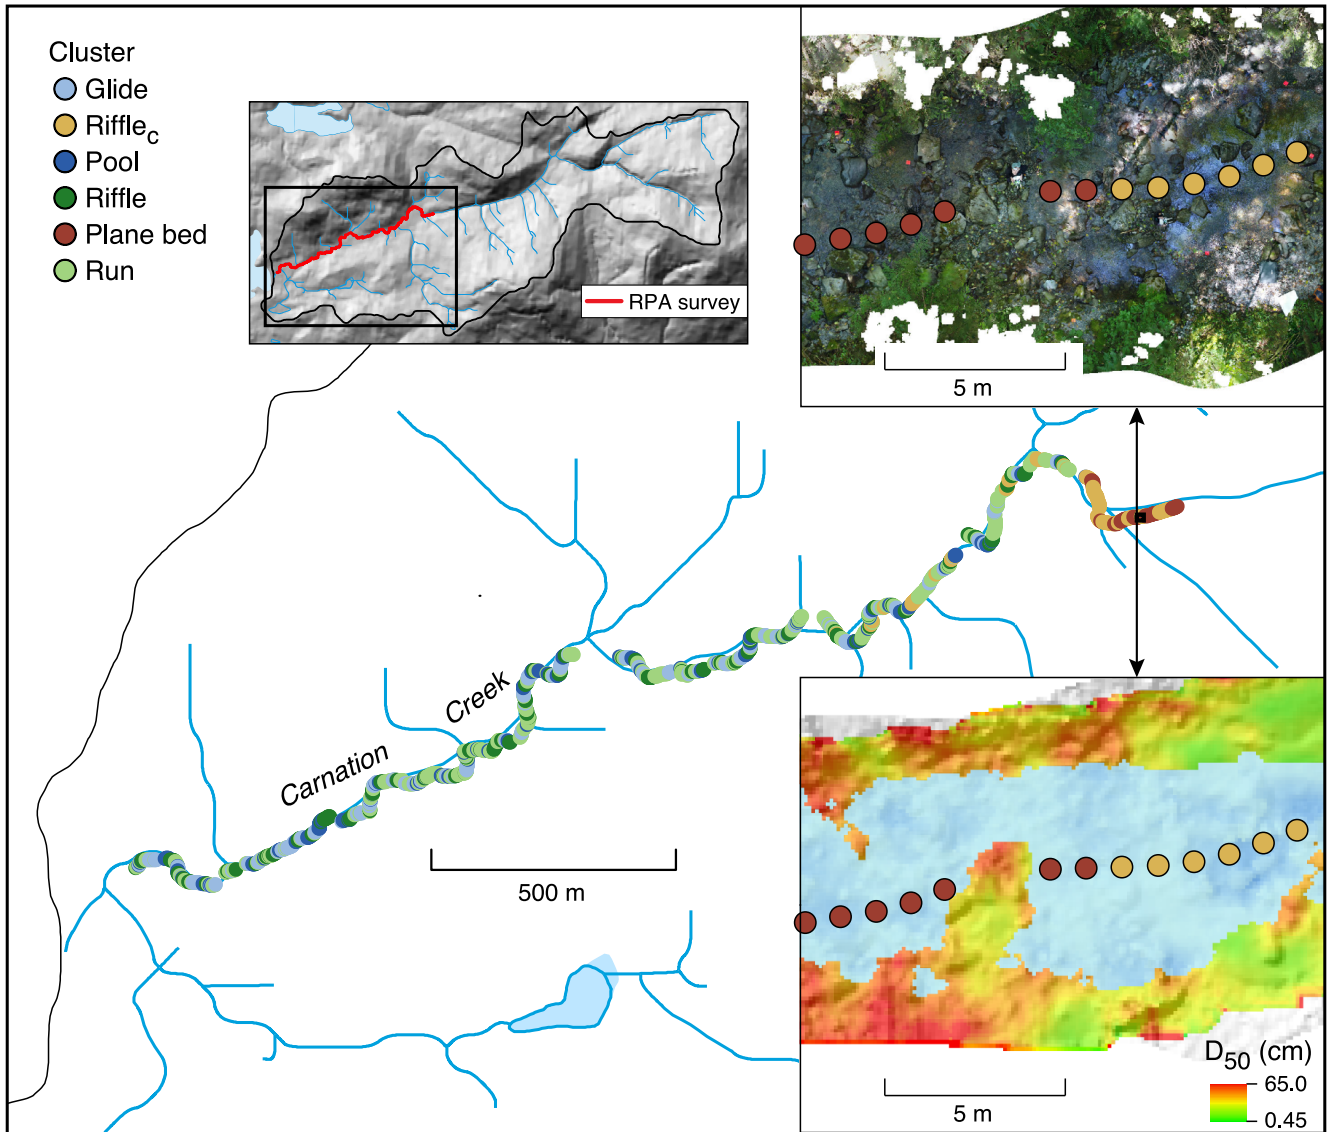 Cluster
Glide
Riffle_c
Pool
Riffle
Plane bed
Run
RPA survey
5 m
Carnation Creek
500 m
D_50 (cm)
65.0
0.45
5 m